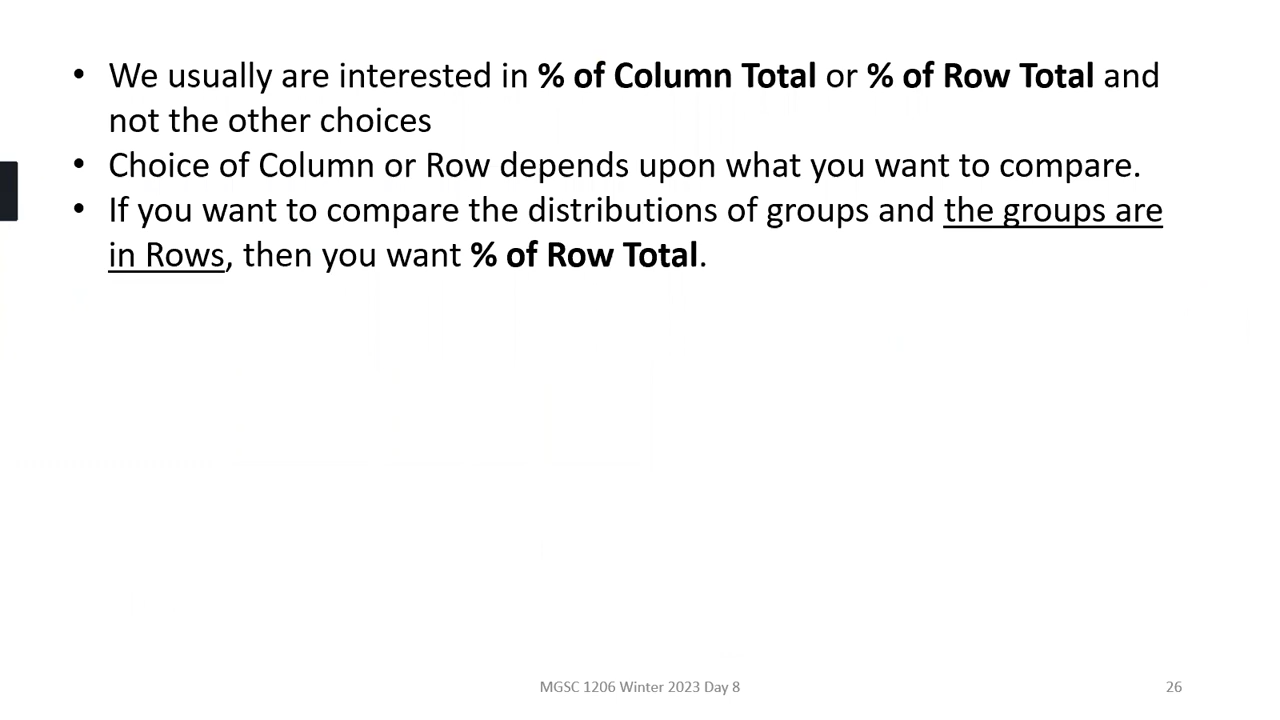 • We usually are interested in % of Column Total or % of Row Total and
not the other choices
• Choice of Column or Row depends upon what you want to compare.
• If you want to compare the distributions of groups and the groups are
in Rows, then you want % of Row Total.
MGSC 1206 Winter 2023 Day 8
26